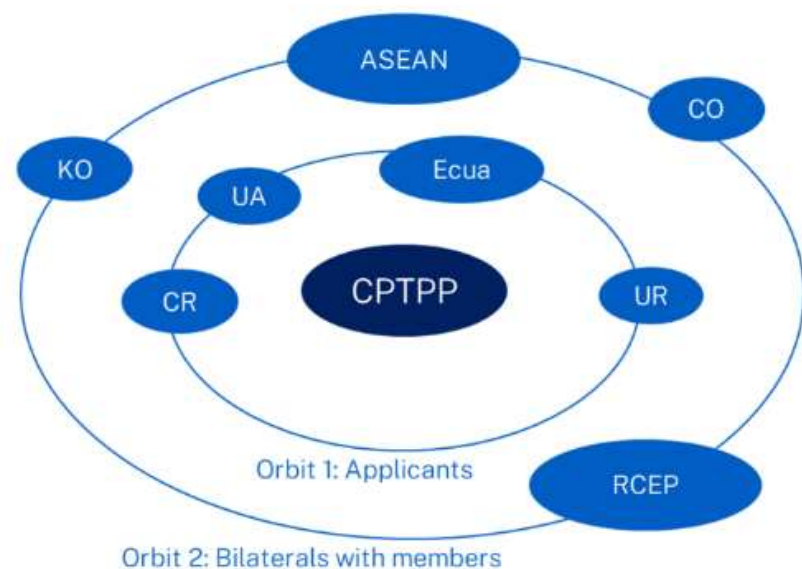 ASEAN
CO
KO
Ecua
UA
CPTPP
CR
UR
Orbit 1: Applicants
RCEP
Orbit 2: Bilaterals with members